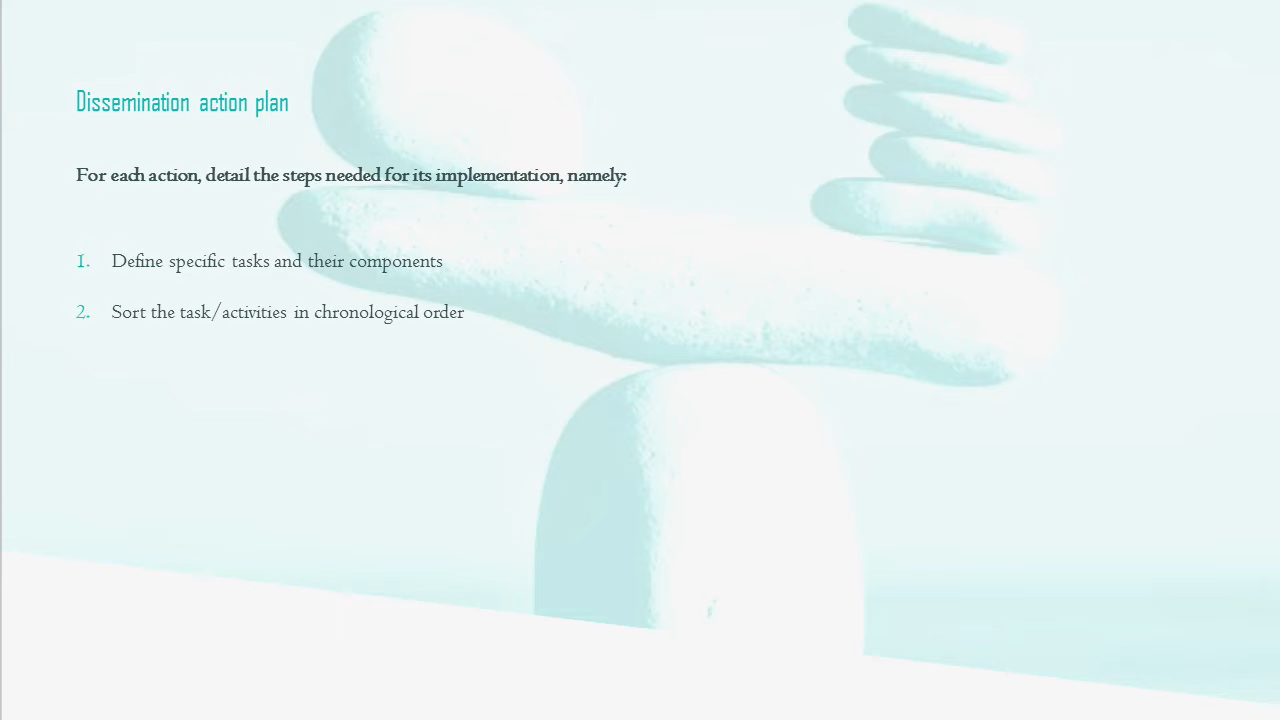 Dissemination action plan
For each action, detail the steps needed for its implementation, namely:
1. Define specific tasks and their components
2. Sort the task/activities in chronological order